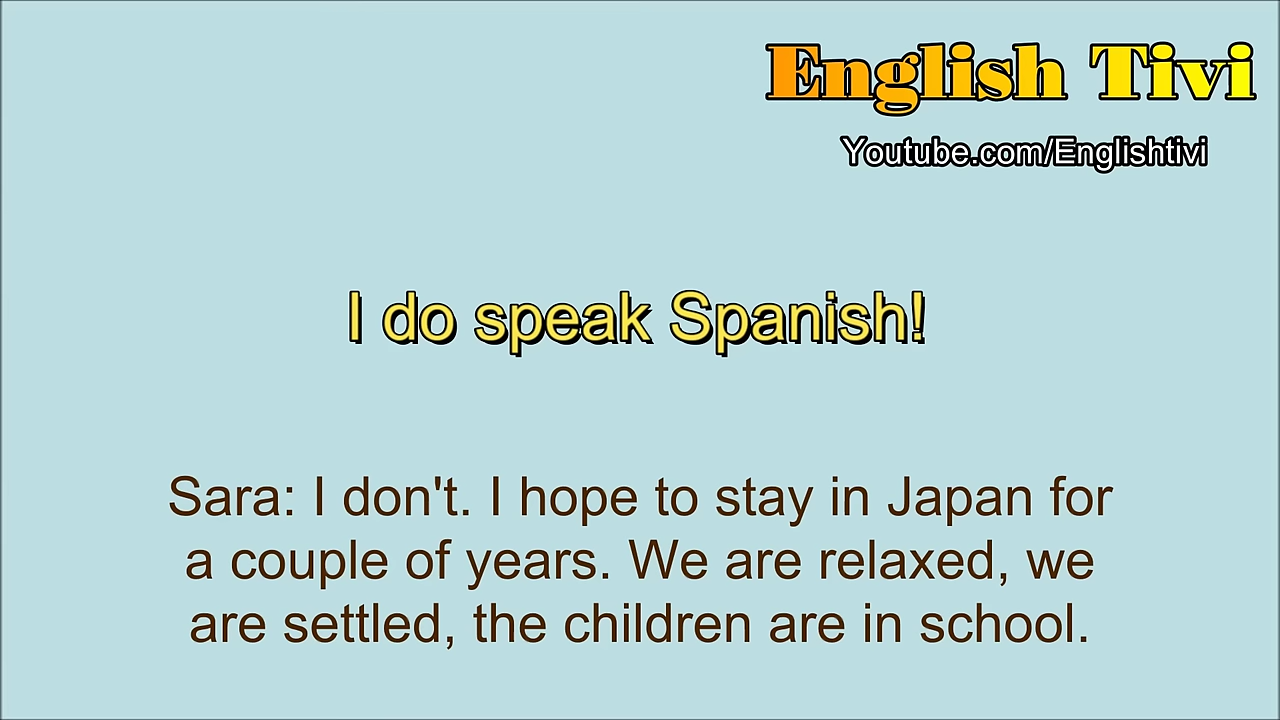 English Tivi
Youtube.com/Englishtivi
I do speak Spanish!
Sara: I don't. I hope to stay in Japan for
a couple of years. We are relaxed, we
are settled, the children are in school.